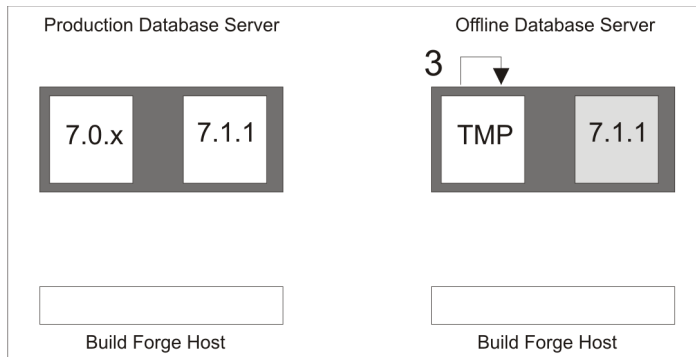 Production Database Server
Offline Database Server
3
7.0.x
7.1.1
TMP
7.1.1
Build Forge Host
Build Forge Host